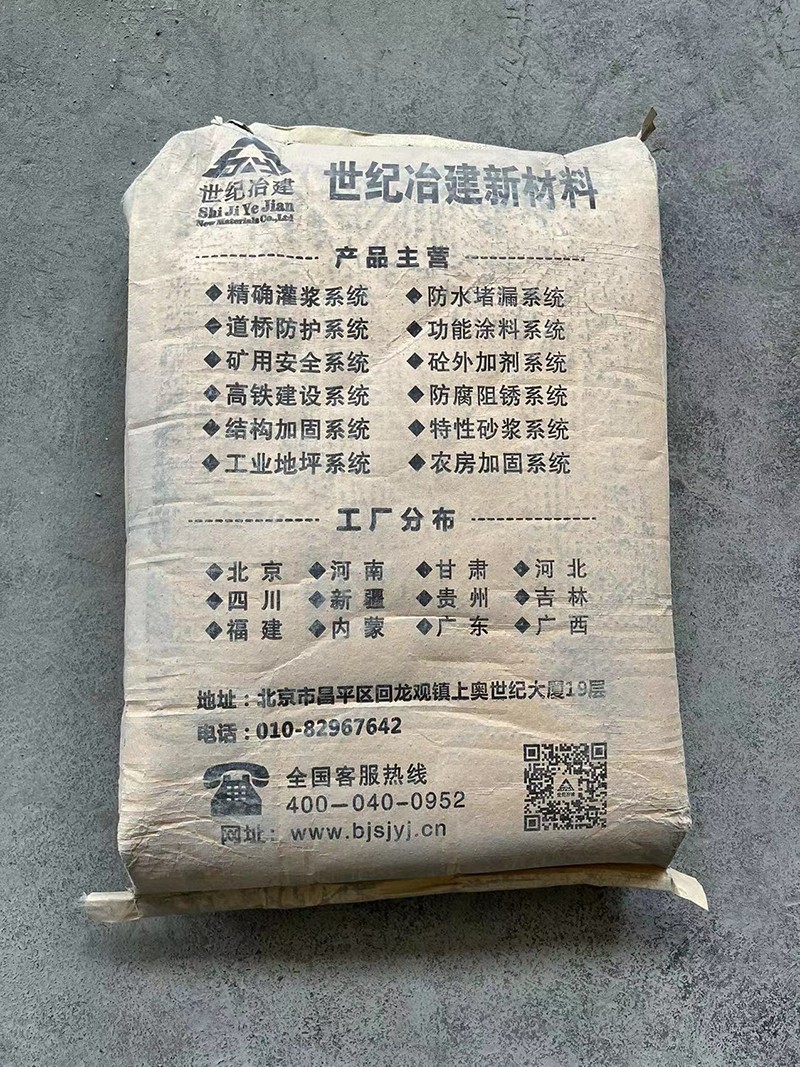 世纪冶建
Shi Ji Ye Jian
New Materials Co.,Ltd
世纪冶建新材料
产品主营
◆精确灌浆系统 ◆防水堵漏系统
◆道桥防护系统 ◆功能涂料系统
◆矿用安全系统 ◆砼外加剂系统
◆高铁建设系统 ◆防腐阻锈系统
◆结构加固系统 ◆特性砂浆系统
◆工业地坪系统 ◆农房加固系统
工厂分布
◆北京 ◆河南 ◆甘肃 ◆河北
◆四川 ◆新疆 ◆贵州 ◆吉林
◆福建 ◆内蒙 ◆广东 ◆广西
地址：北京市昌平区回龙观镇上奥世纪大厦19层
电话：010-82967642
全国客服热线
400-040-0952
网址：www.bjsjyj.cn
世纪冶建